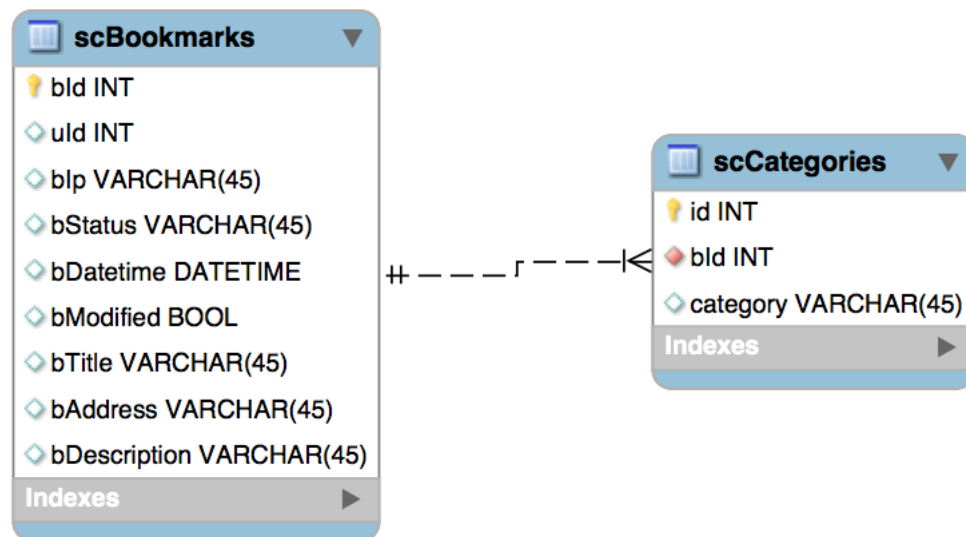 scBookmarks
bId INT
uId INT
bIp VARCHAR(45)
bStatus VARCHAR(45)
bDatetime DATETIME
bModified BOOL
bTitle VARCHAR(45)
bAddress VARCHAR(45)
bDescription VARCHAR(45)
Indexes
scCategories
id INT
bId INT
category VARCHAR(45)
Indexes